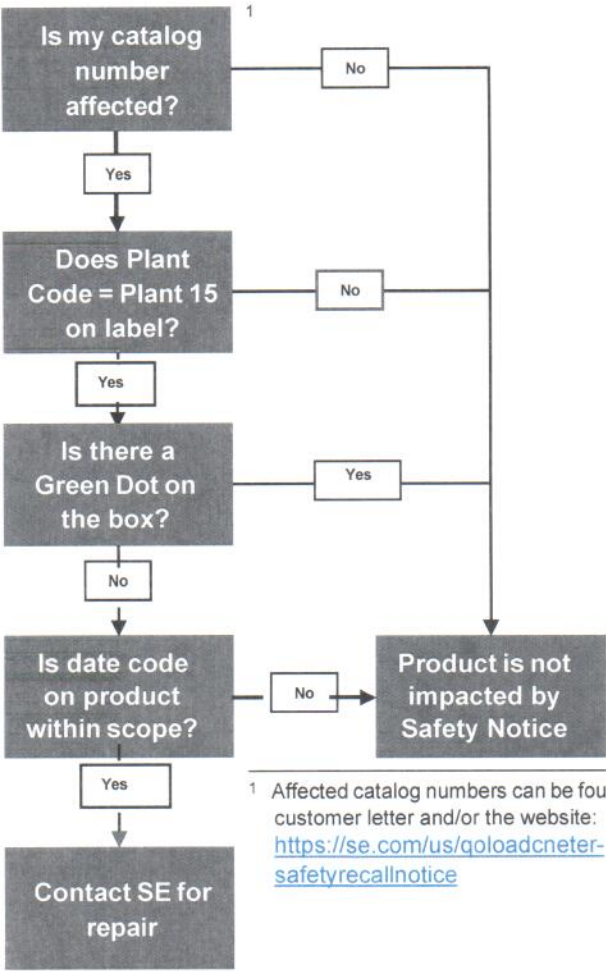 1
Is my catalog
number
affected?
No
Yes
Does Plant
Code = Plant 15
on label?
No
Yes
Is there a
Green Dot on
the box?
Yes
No
Is date code
on product
within scope?
No
Product is not
impacted by
Safety Notice
Yes
1 Affected catalog numbers can be fou
customer letter and/or the website:
https://se.com/us/qoloadcneter-
safetyrecallnotice
Contact SE for
repair